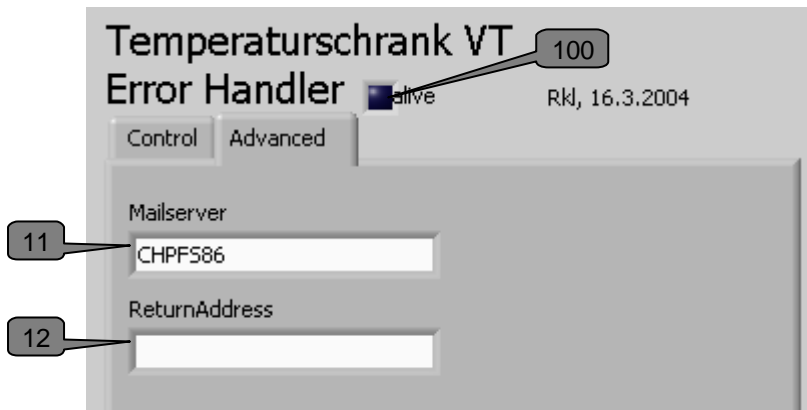 Temperaturschrank VT
100
Error Handler alive Rkl, 16.3.2004
Control Advanced
Mailserver
11
CHPFS86
ReturnAddress
12